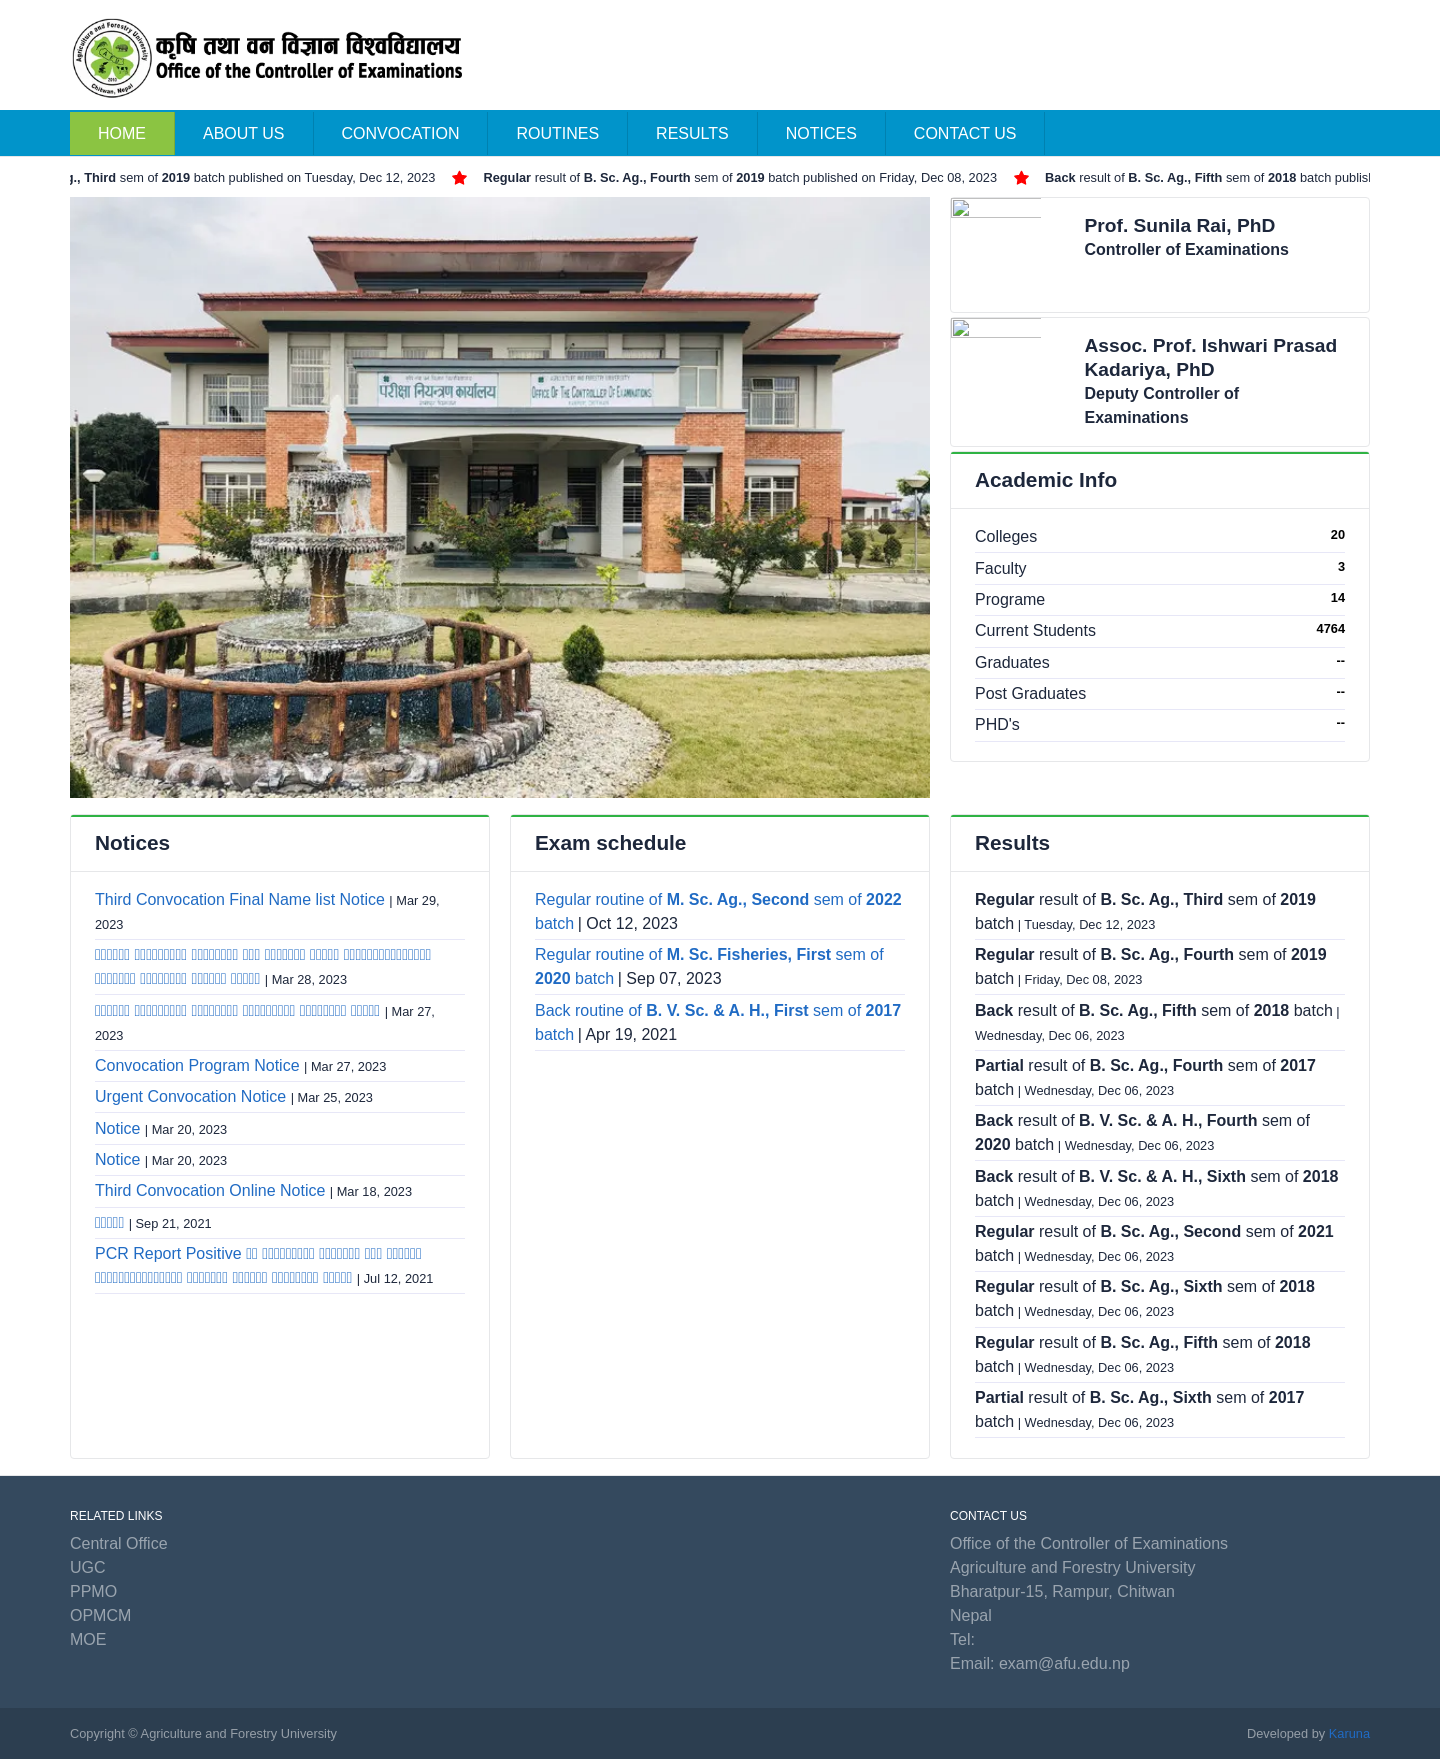 कृषि तथा वन विज्ञान विश्वविद्यालय
Office of the Controller of Examinations
HOME
ABOUT US
CONVOCATION
ROUTINES
RESULTS
NOTICES
CONTACT US
g., Third sem of 2019 batch published on Tuesday, Dec 12, 2023
Regular result of B. Sc. Ag., Fourth sem of 2019 batch published on Friday, Dec 08, 2023
Back result of B. Sc. Ag., Fifth sem of 2018 batch publis
परीक्षा नियन्त्रण कार्यालय
AGRICULTURE AND FORESTRY UNIVERSITY
OFFICE OF THE CONTROLLER OF EXAMINATIONS
Prof. Sunila Rai, PhD
Controller of Examinations
Assoc. Prof. Ishwari Prasad
Kadariya, PhD
Deputy Controller of
Examinations
Academic Info
Colleges 20
Faculty 3
Programe 14
Current Students 4764
Graduates --
Post Graduates --
PHD's --
Notices
Third Convocation Final Name list Notice | Mar 29,
2023
| Mar 28, 2023
| Mar 27,
2023
Convocation Program Notice | Mar 27, 2023
Urgent Convocation Notice | Mar 25, 2023
Notice | Mar 20, 2023
Notice | Mar 20, 2023
Third Convocation Online Notice | Mar 18, 2023
| Sep 21, 2021
PCR Report Positive
| Jul 12, 2021
Exam schedule
Regular routine of M. Sc. Ag., Second sem of 2022
batch | Oct 12, 2023
Regular routine of M. Sc. Fisheries, First sem of
2020 batch | Sep 07, 2023
Back routine of B. V. Sc. & A. H., First sem of 2017
batch | Apr 19, 2021
Results
Regular result of B. Sc. Ag., Third sem of 2019
batch | Tuesday, Dec 12, 2023
Regular result of B. Sc. Ag., Fourth sem of 2019
batch | Friday, Dec 08, 2023
Back result of B. Sc. Ag., Fifth sem of 2018 batch |
Wednesday, Dec 06, 2023
Partial result of B. Sc. Ag., Fourth sem of 2017
batch | Wednesday, Dec 06, 2023
Back result of B. V. Sc. & A. H., Fourth sem of
2020 batch | Wednesday, Dec 06, 2023
Back result of B. V. Sc. & A. H., Sixth sem of 2018
batch | Wednesday, Dec 06, 2023
Regular result of B. Sc. Ag., Second sem of 2021
batch | Wednesday, Dec 06, 2023
Regular result of B. Sc. Ag., Sixth sem of 2018
batch | Wednesday, Dec 06, 2023
Regular result of B. Sc. Ag., Fifth sem of 2018
batch | Wednesday, Dec 06, 2023
Partial result of B. Sc. Ag., Sixth sem of 2017
batch | Wednesday, Dec 06, 2023
RELATED LINKS
Central Office
UGC
PPMO
OPMCM
MOE
CONTACT US
Office of the Controller of Examinations
Agriculture and Forestry University
Bharatpur-15, Rampur, Chitwan
Nepal
Tel:
Email: exam@afu.edu.np
Copyright © Agriculture and Forestry University
Developed by Karuna